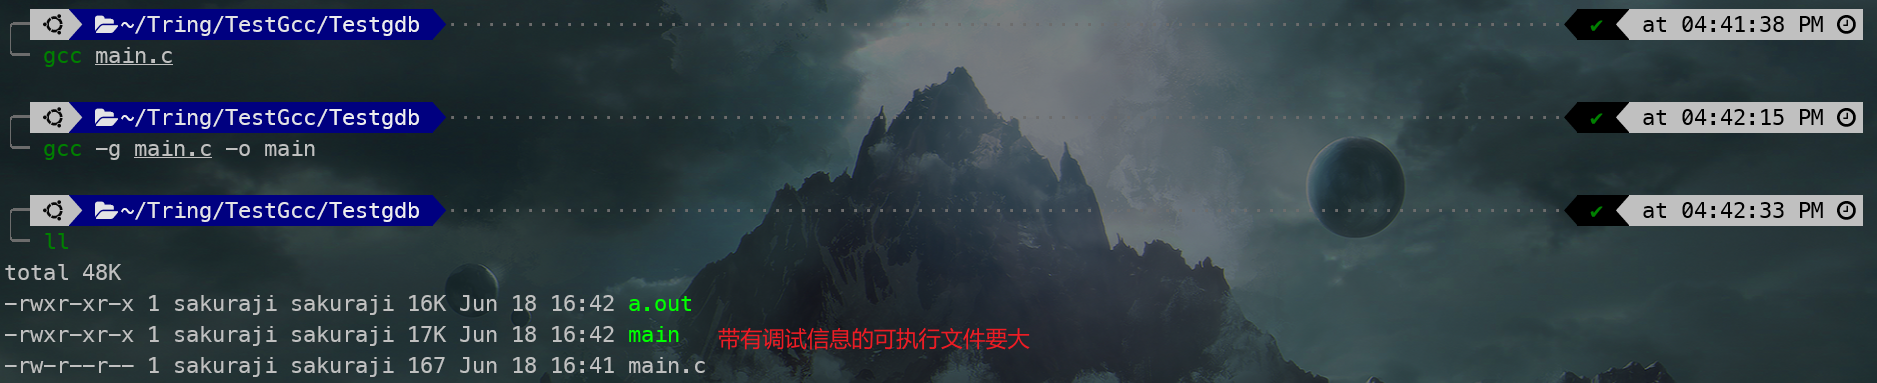 ~/Tring/TestGcc/Testgdb ✔ at 04:41:38 PM
gcc main.c
~/Tring/TestGcc/Testgdb ✔ at 04:42:15 PM
gcc -g main.c -o main
~/Tring/TestGcc/Testgdb ✔ at 04:42:33 PM
ll
total 48K
-rwxr-xr-x 1 sakuraji sakuraji 16K Jun 18 16:42 a.out
-rwxr-xr-x 1 sakuraji sakuraji 17K Jun 18 16:42 main 带有调试信息的可执行文件要大
-rw-r--r-- 1 sakuraji sakuraji 167 Jun 18 16:41 main.c